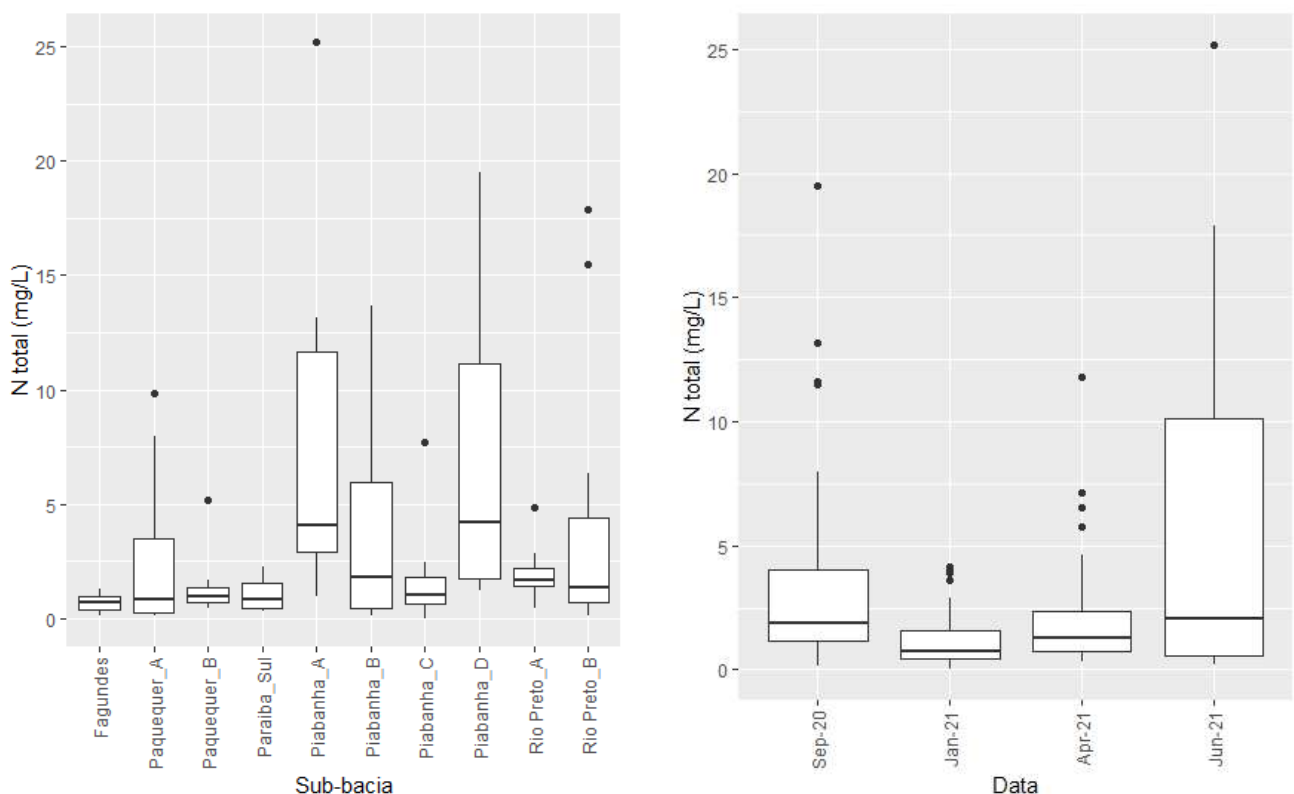 N total (mg/L)
25
20
15
10
5
0
Fagundes
Paquequer_A
Paquequer_B
Paraiba_Sul
Piabanha_A
Piabanha_B
Piabanha_C
Piabanha_D
Rio Preto_A
Rio Preto_B
Sub-bacia
N total (mg/L)
25
20
15
10
5
0
Sep-20
Jan-21
Apr-21
Jun-21
Data